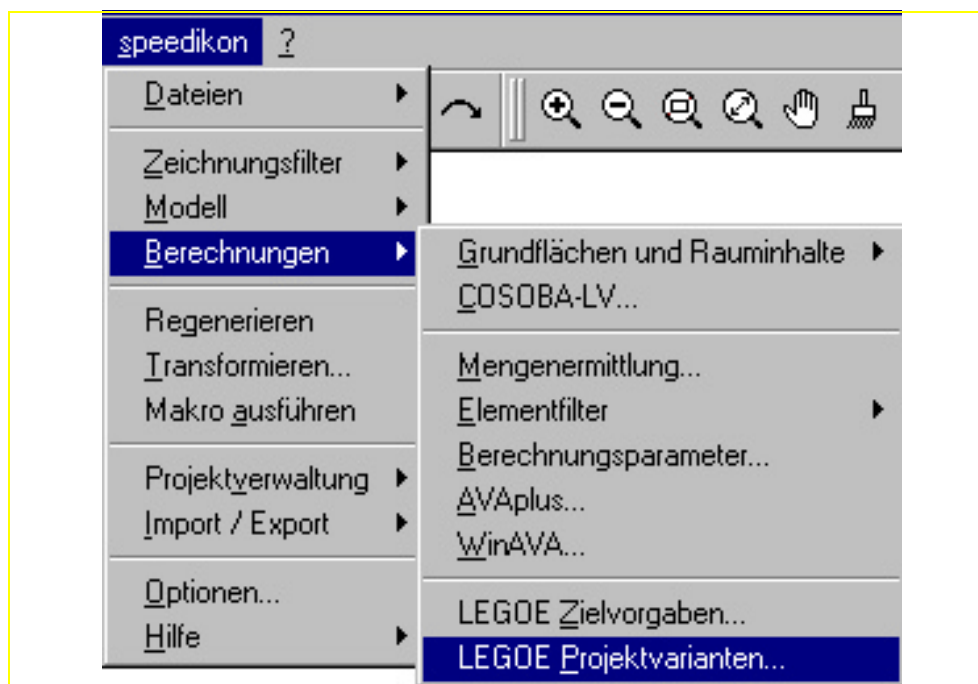 speedikon ?
Dateien
Zeichnungsfilter
Modell
Berechnungen
Regenerieren
Transformieren...
Makro ausführen
Projektverwaltung
Import / Export
Optionen...
Hilfe
Grundflächen und Rauminhalte
COSOBA-LV...
Mengenermittlung...
Elementfilter
Berechnungsparameter...
AVAplus...
WinAVA...
LEGOE Zielvorgaben...
LEGOE Projektvarianten...